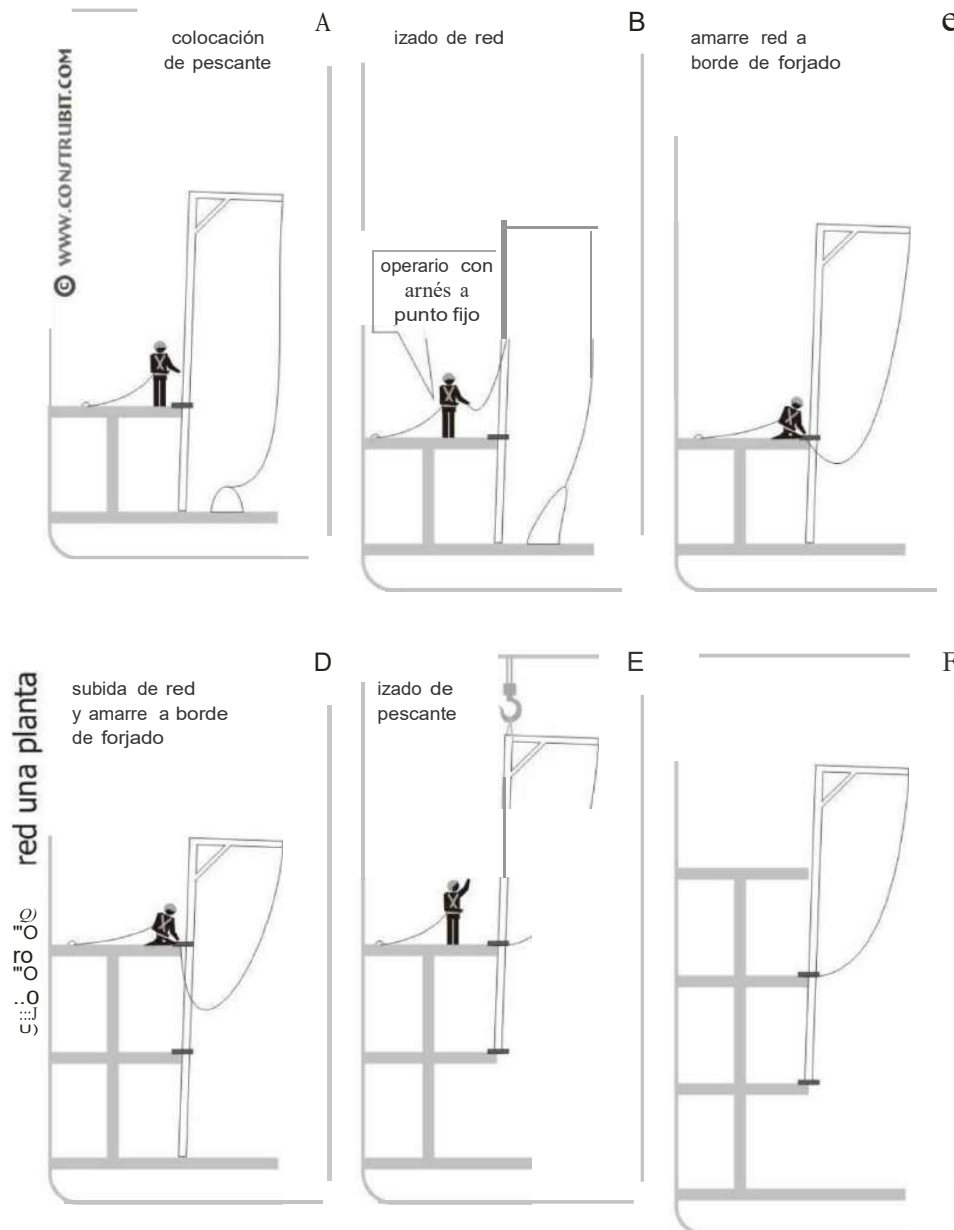 © WWW.CONSTRUBIT.COM
A
colocación
de pescante
B
izado de red
operario con
arnés a
punto fijo
e
amarre red a
borde de forjado
red una planta
D
subida de red
y amarre a borde
de forjado
E
izado de
pescante
F